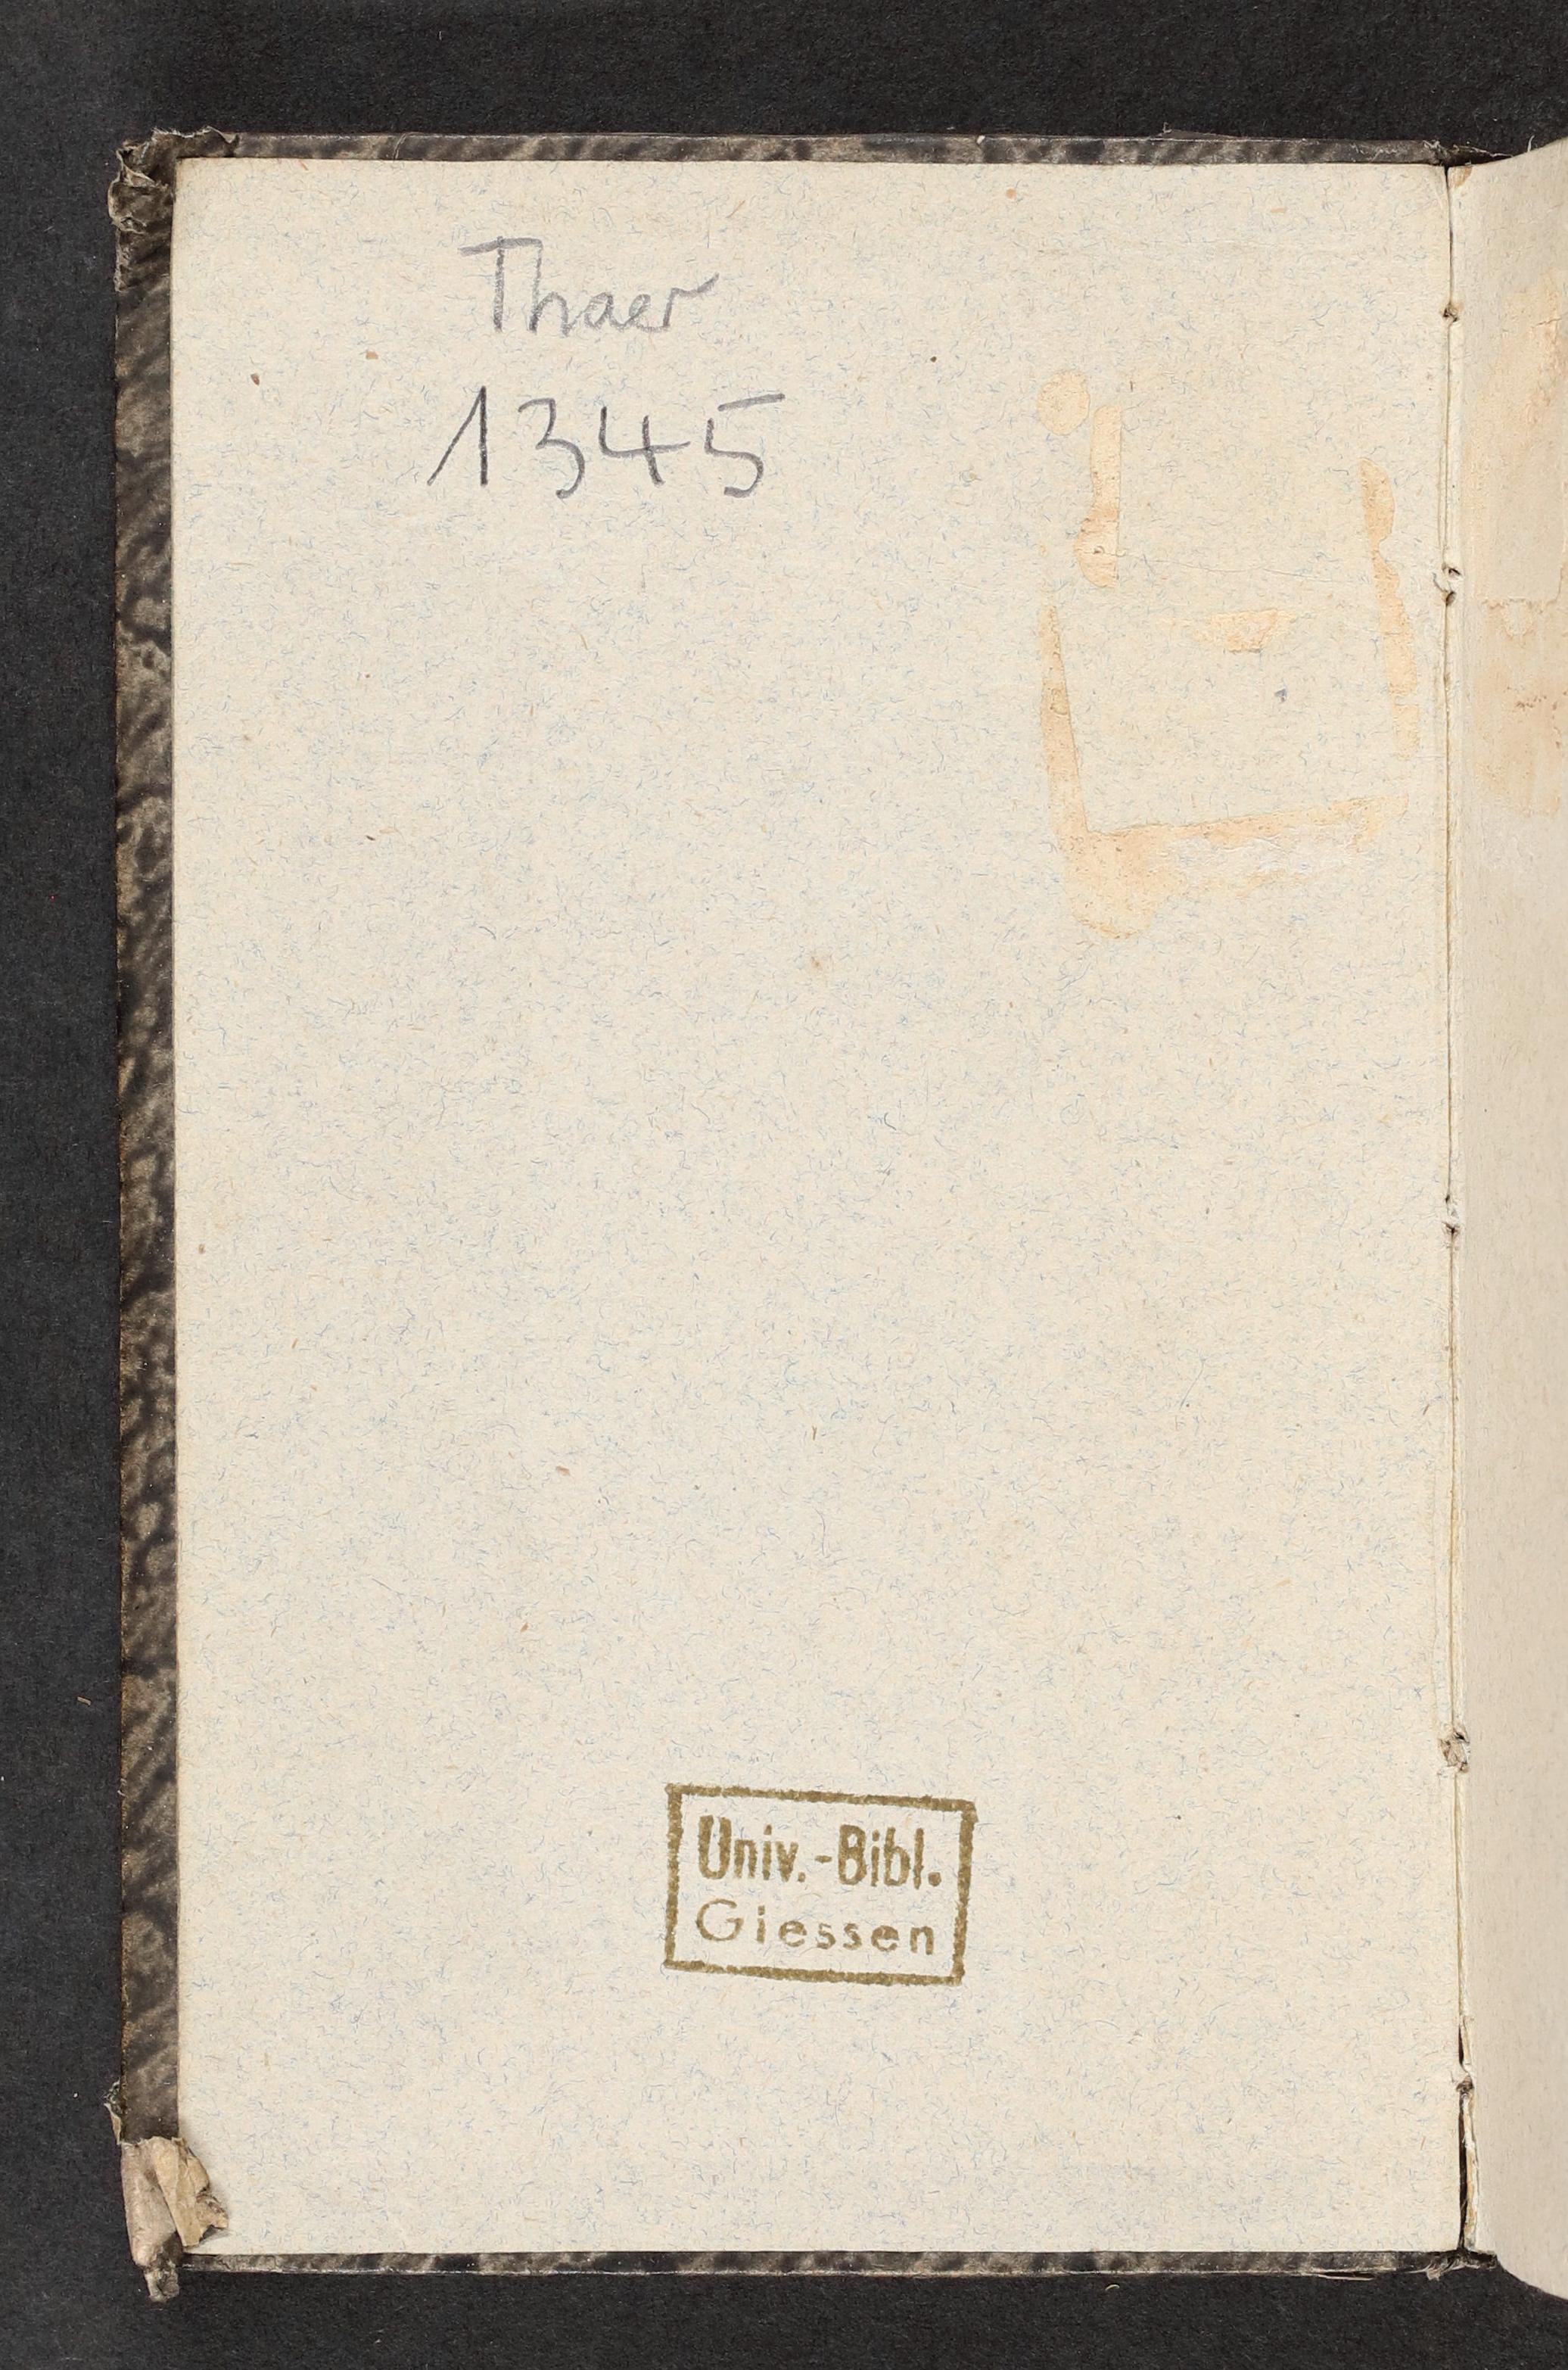 Thaer
1345
Univ.-Bibl.
Giessen